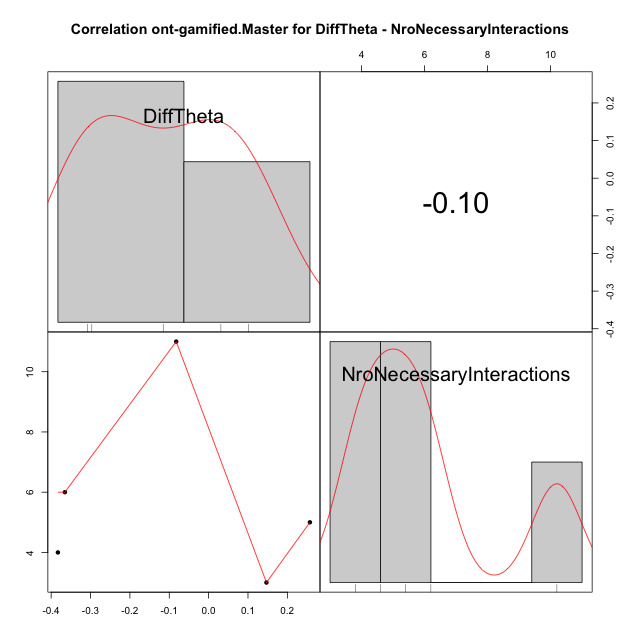 Correlation ont-gamified.Master for DiffTheta - NroNecessaryInteractions
4 6 8 10
DiffTheta
-0.10
0.2
0.1
0.0
-0.1
-0.2
-0.3
-0.4
NroNecessaryInteractions
10
8
6
4
-0.4 -0.3 -0.2 -0.1 0.0 0.1 0.2